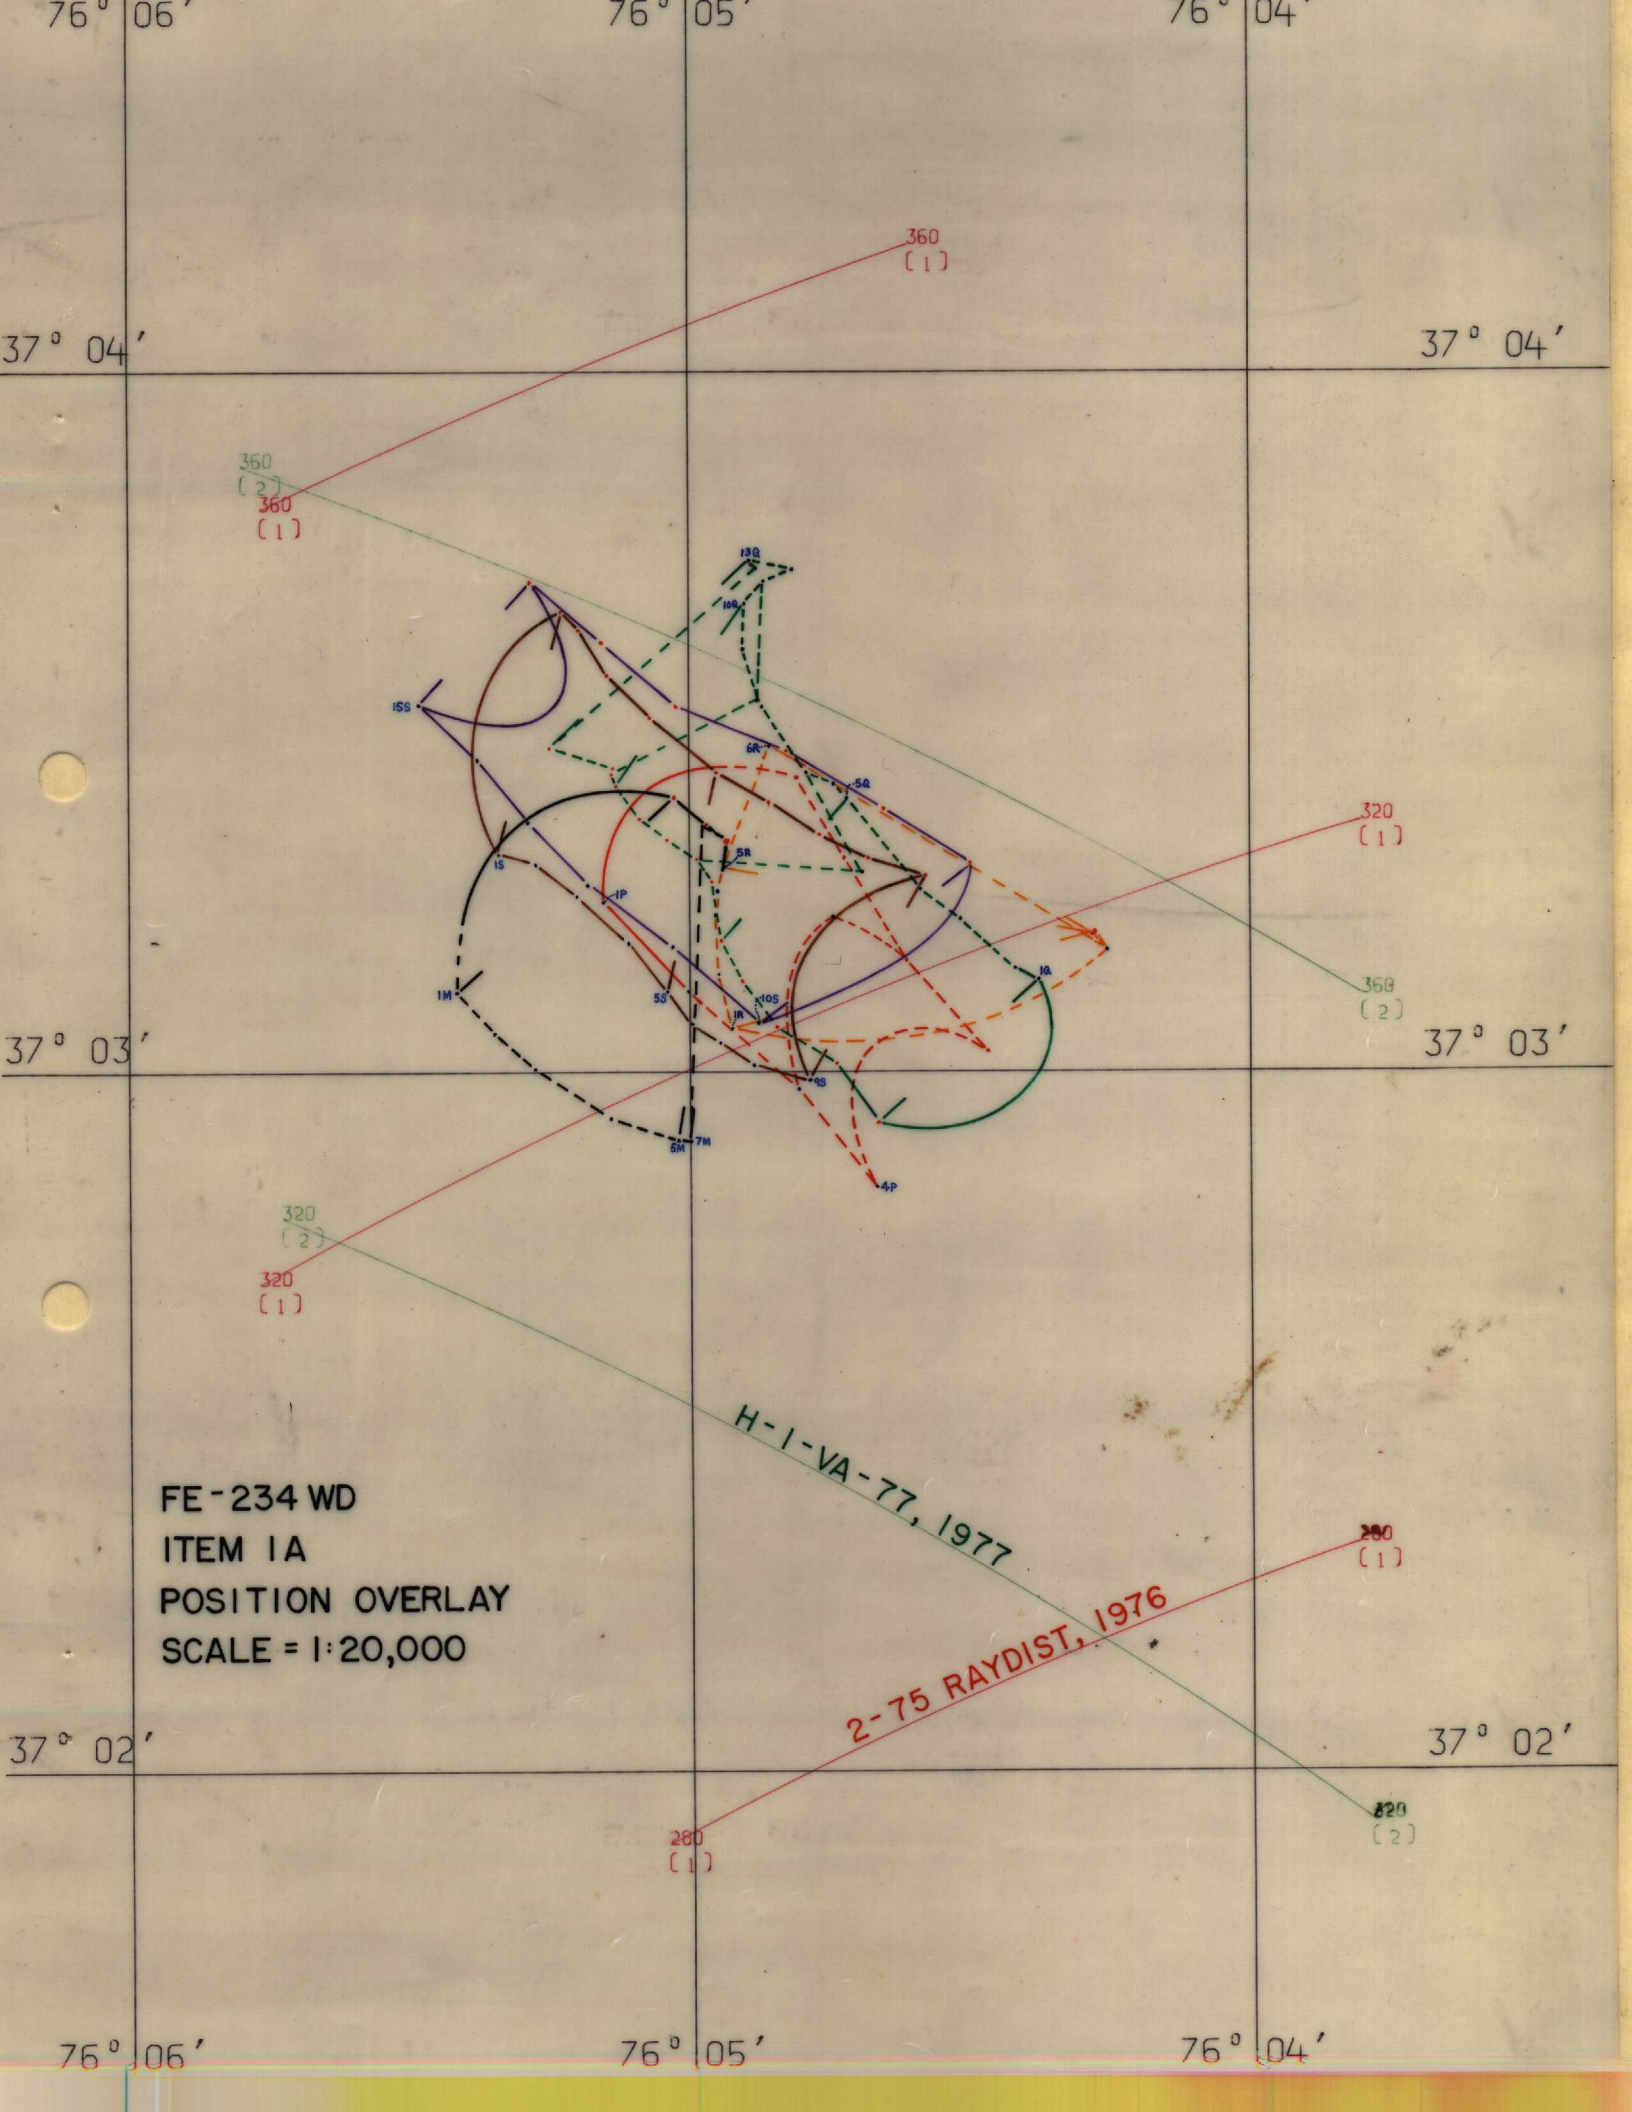 76° 06′ 76° 05′ 76° 04′
360
(1)
37° 04′ 37° 04′
360
(2)
360
(1)
13Q
10Q
15S
6R
5Q
320
(1)
5R
1S
1P
1Q
1M
5S
10S
1R
360
(2)
37° 03′ 37° 03′
9S
7M
4P
320
(2)
320
(1)
H-1-VA-77, 1977
FE-234 WD
ITEM 1A
POSITION OVERLAY
SCALE = 1:20,000
(1)
2-75 RAYDIST, 1976
37° 02′ 37° 02′
320
(2)
280
(1)
76° 06′ 76° 05′ 76° 04′